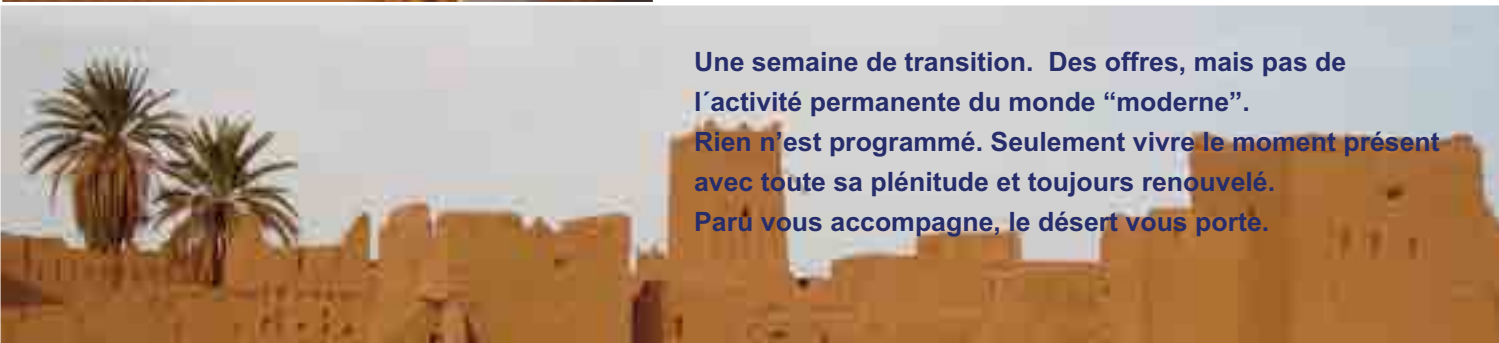 Une semaine de transition.  Des offres, mais pas de
l´activité permanente du monde “moderne”.
Rien n’est programmé. Seulement vivre le moment présent
avec toute sa plénitude et toujours renouvelé.
Parú vous accompagne, le désert vous porte.